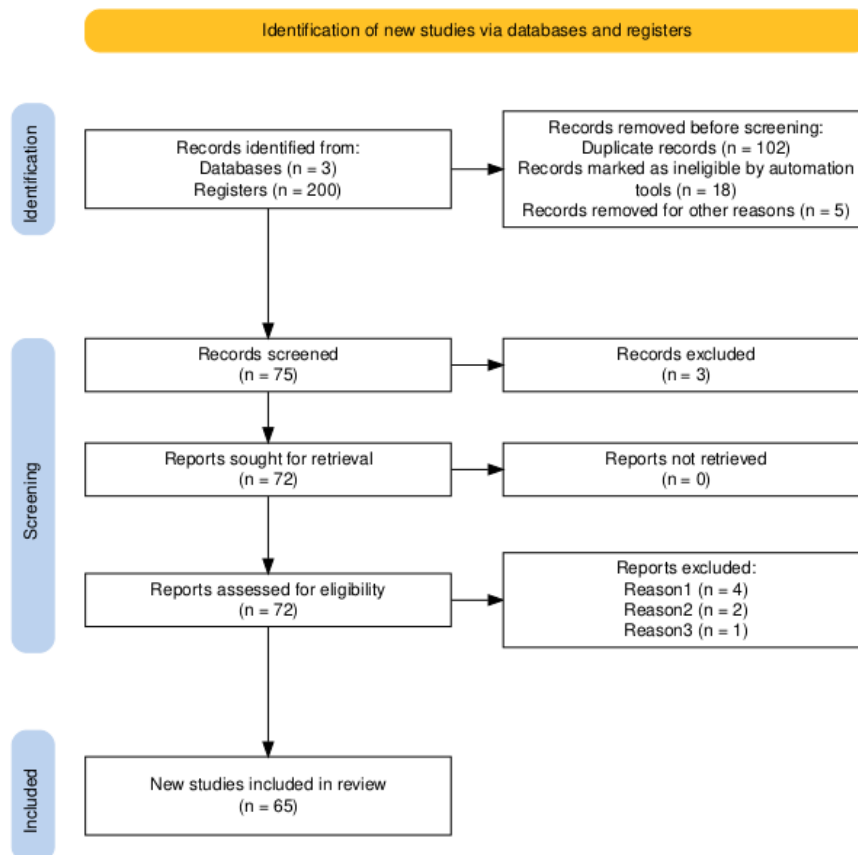 Identification of new studies via databases and registers
Identification
Records identified from:
Databases (n = 3)
Registers (n = 200)
Records removed before screening:
Duplicate records (n = 102)
Records marked as ineligible by automation
tools (n = 18)
Records removed for other reasons (n = 5)
Screening
Records screened
(n = 75)
Records excluded
(n = 3)
Reports sought for retrieval
(n = 72)
Reports not retrieved
(n = 0)
Reports assessed for eligibility
(n = 72)
Reports excluded:
Reason1 (n = 4)
Reason2 (n = 2)
Reason3 (n = 1)
Included
New studies included in review
(n = 65)